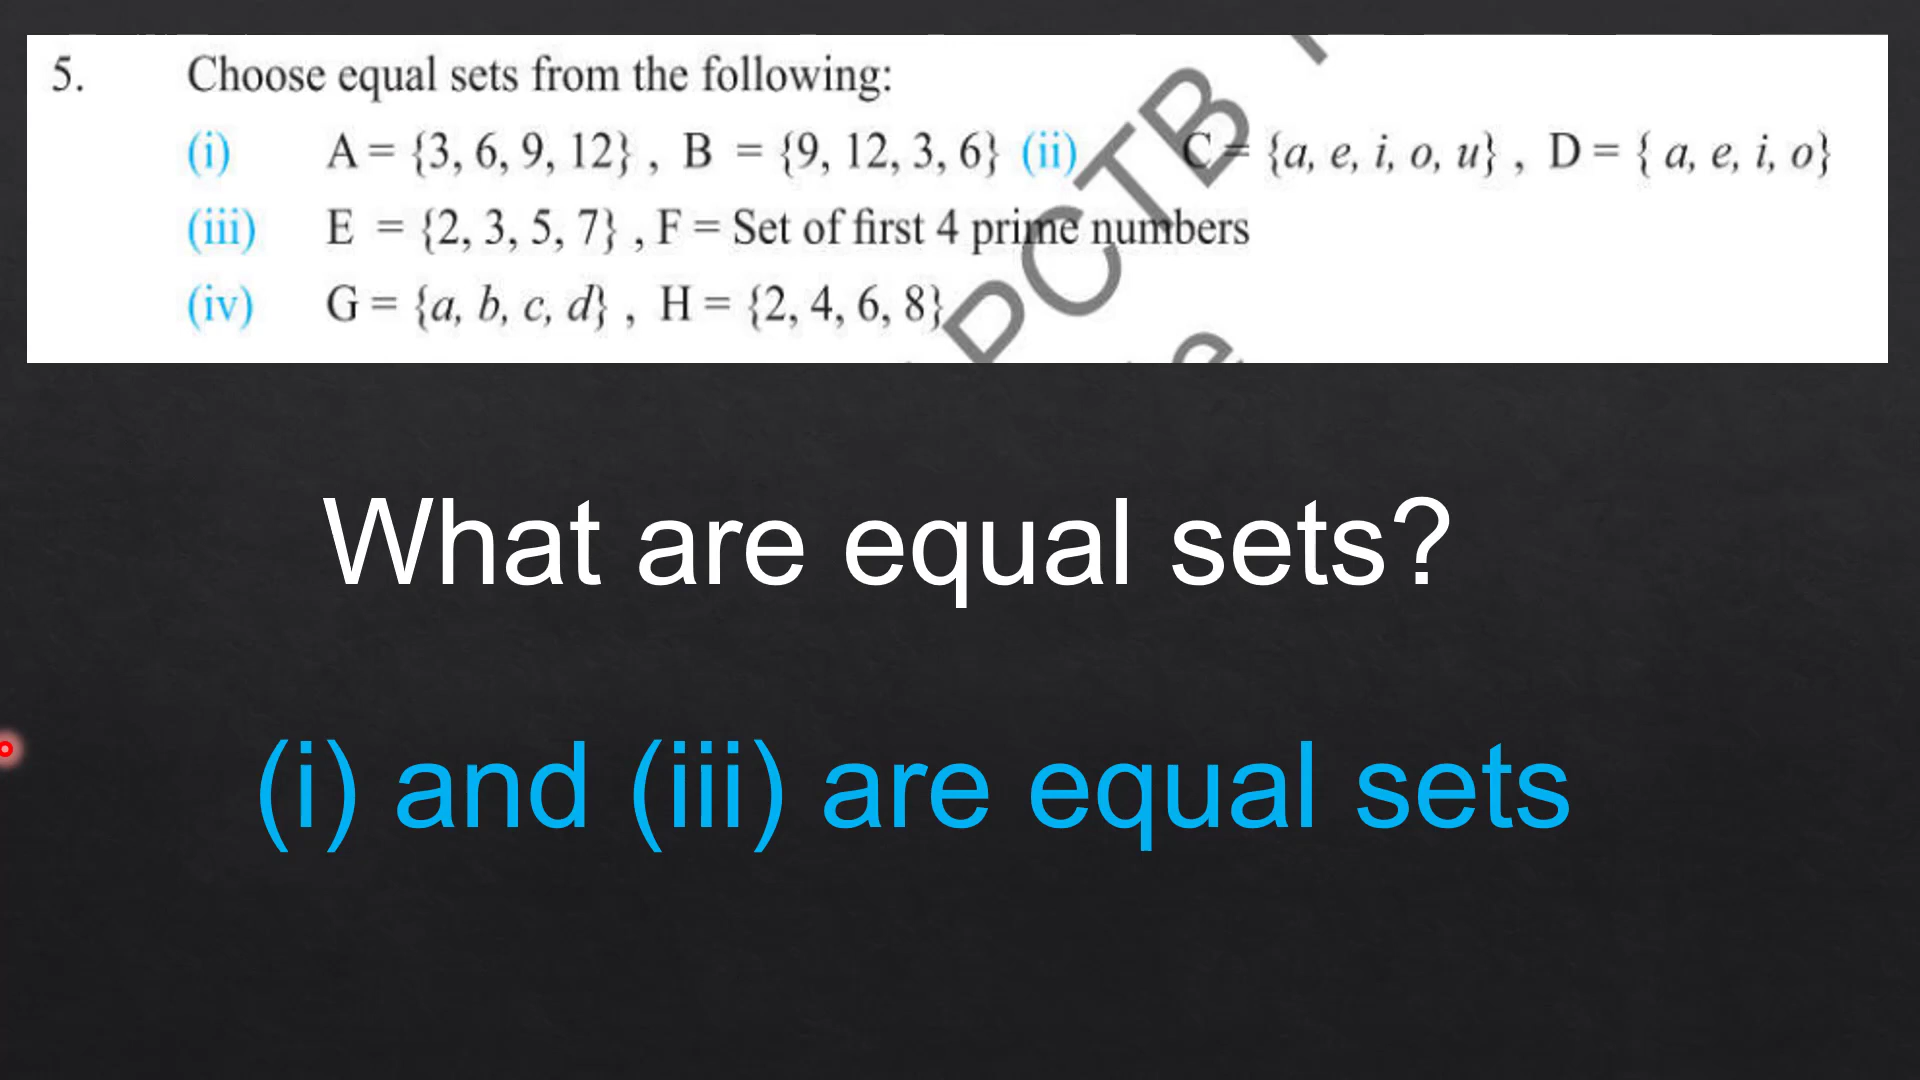 5. Choose equal sets from the following:
(i) A = {3, 6, 9, 12} , B = {9, 12, 3, 6} (ii) C = {a, e, i, o, u} , D = { a, e, i, o}
(iii) E = {2, 3, 5, 7} , F = Set of first 4 prime numbers
(iv) G = {a, b, c, d} , H = {2, 4, 6, 8}
PCTB
What are equal sets?
(i) and (iii) are equal sets